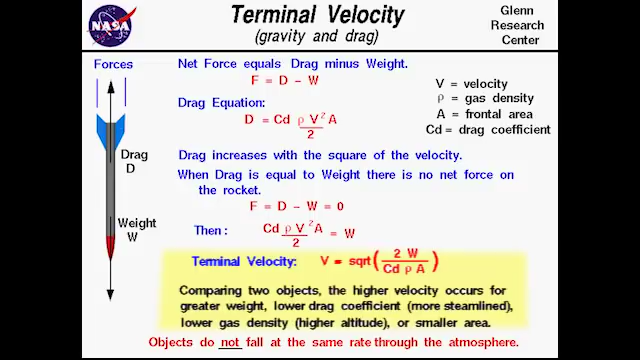 NASA
Terminal Velocity
(gravity and drag)
Glenn
Research
Center
Forces
Drag
D
Weight
W
Net Force equals Drag minus Weight.
F = D - W
Drag Equation:
D = Cd ρ V² A / 2
V = velocity
ρ = gas density
A = frontal area
Cd = drag coefficient
Drag increases with the square of the velocity.
When Drag is equal to Weight there is no net force on
the rocket.
F = D - W = 0
Then : Cd ρ V² A / 2 = W
Terminal Velocity: V = sqrt ( 2 W / Cd ρ A )
Comparing two objects, the higher velocity occurs for
greater weight, lower drag coefficient (more streamlined),
lower gas density (higher altitude), or smaller area.
Objects do not fall at the same rate through the atmosphere.